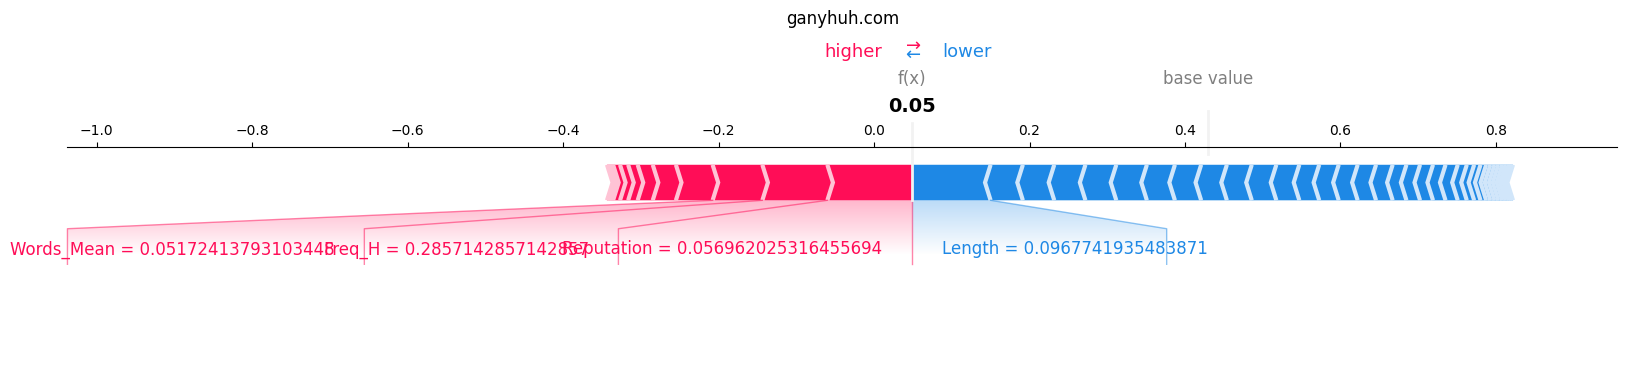 ganyhuh.com
higher → ← lower
f(x) base value
0.05
−1.0 −0.8 −0.6 −0.4 −0.2 0.0 0.2 0.4 0.6 0.8
Words_Mean = 0.05172413793103448 Freq_H = 0.2857142857142857 Reputation = 0.056962025316455694 Length = 0.0967741935483871